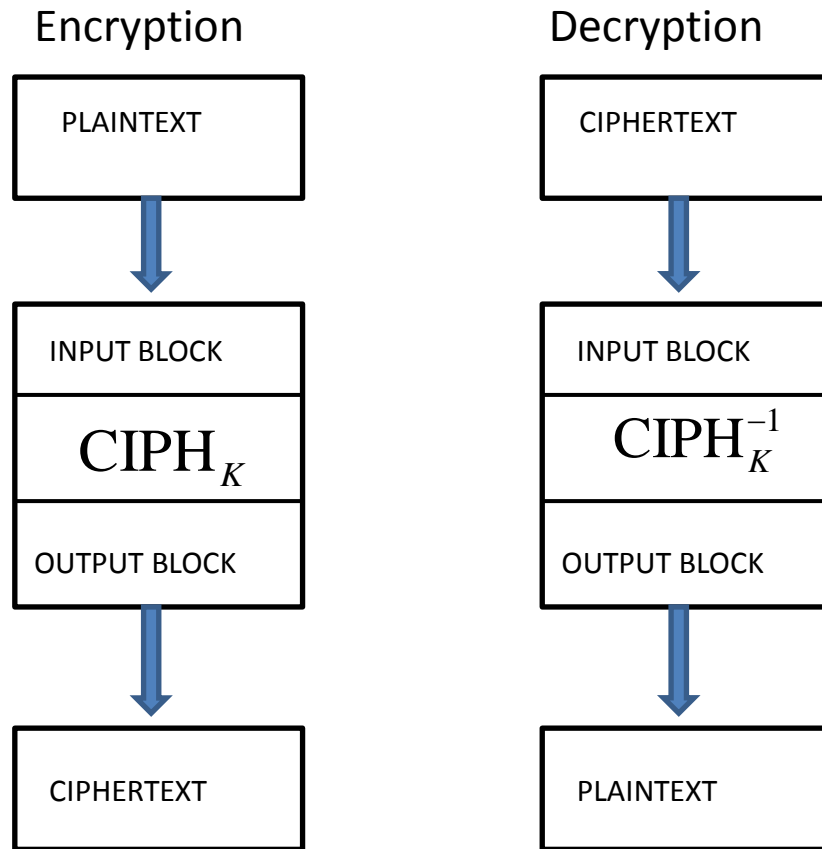 Encryption
PLAINTEXT
INPUT BLOCK
CIPH_K
OUTPUT BLOCK
CIPHERTEXT
Decryption
CIPHERTEXT
INPUT BLOCK
CIPH_K^-1
OUTPUT BLOCK
PLAINTEXT